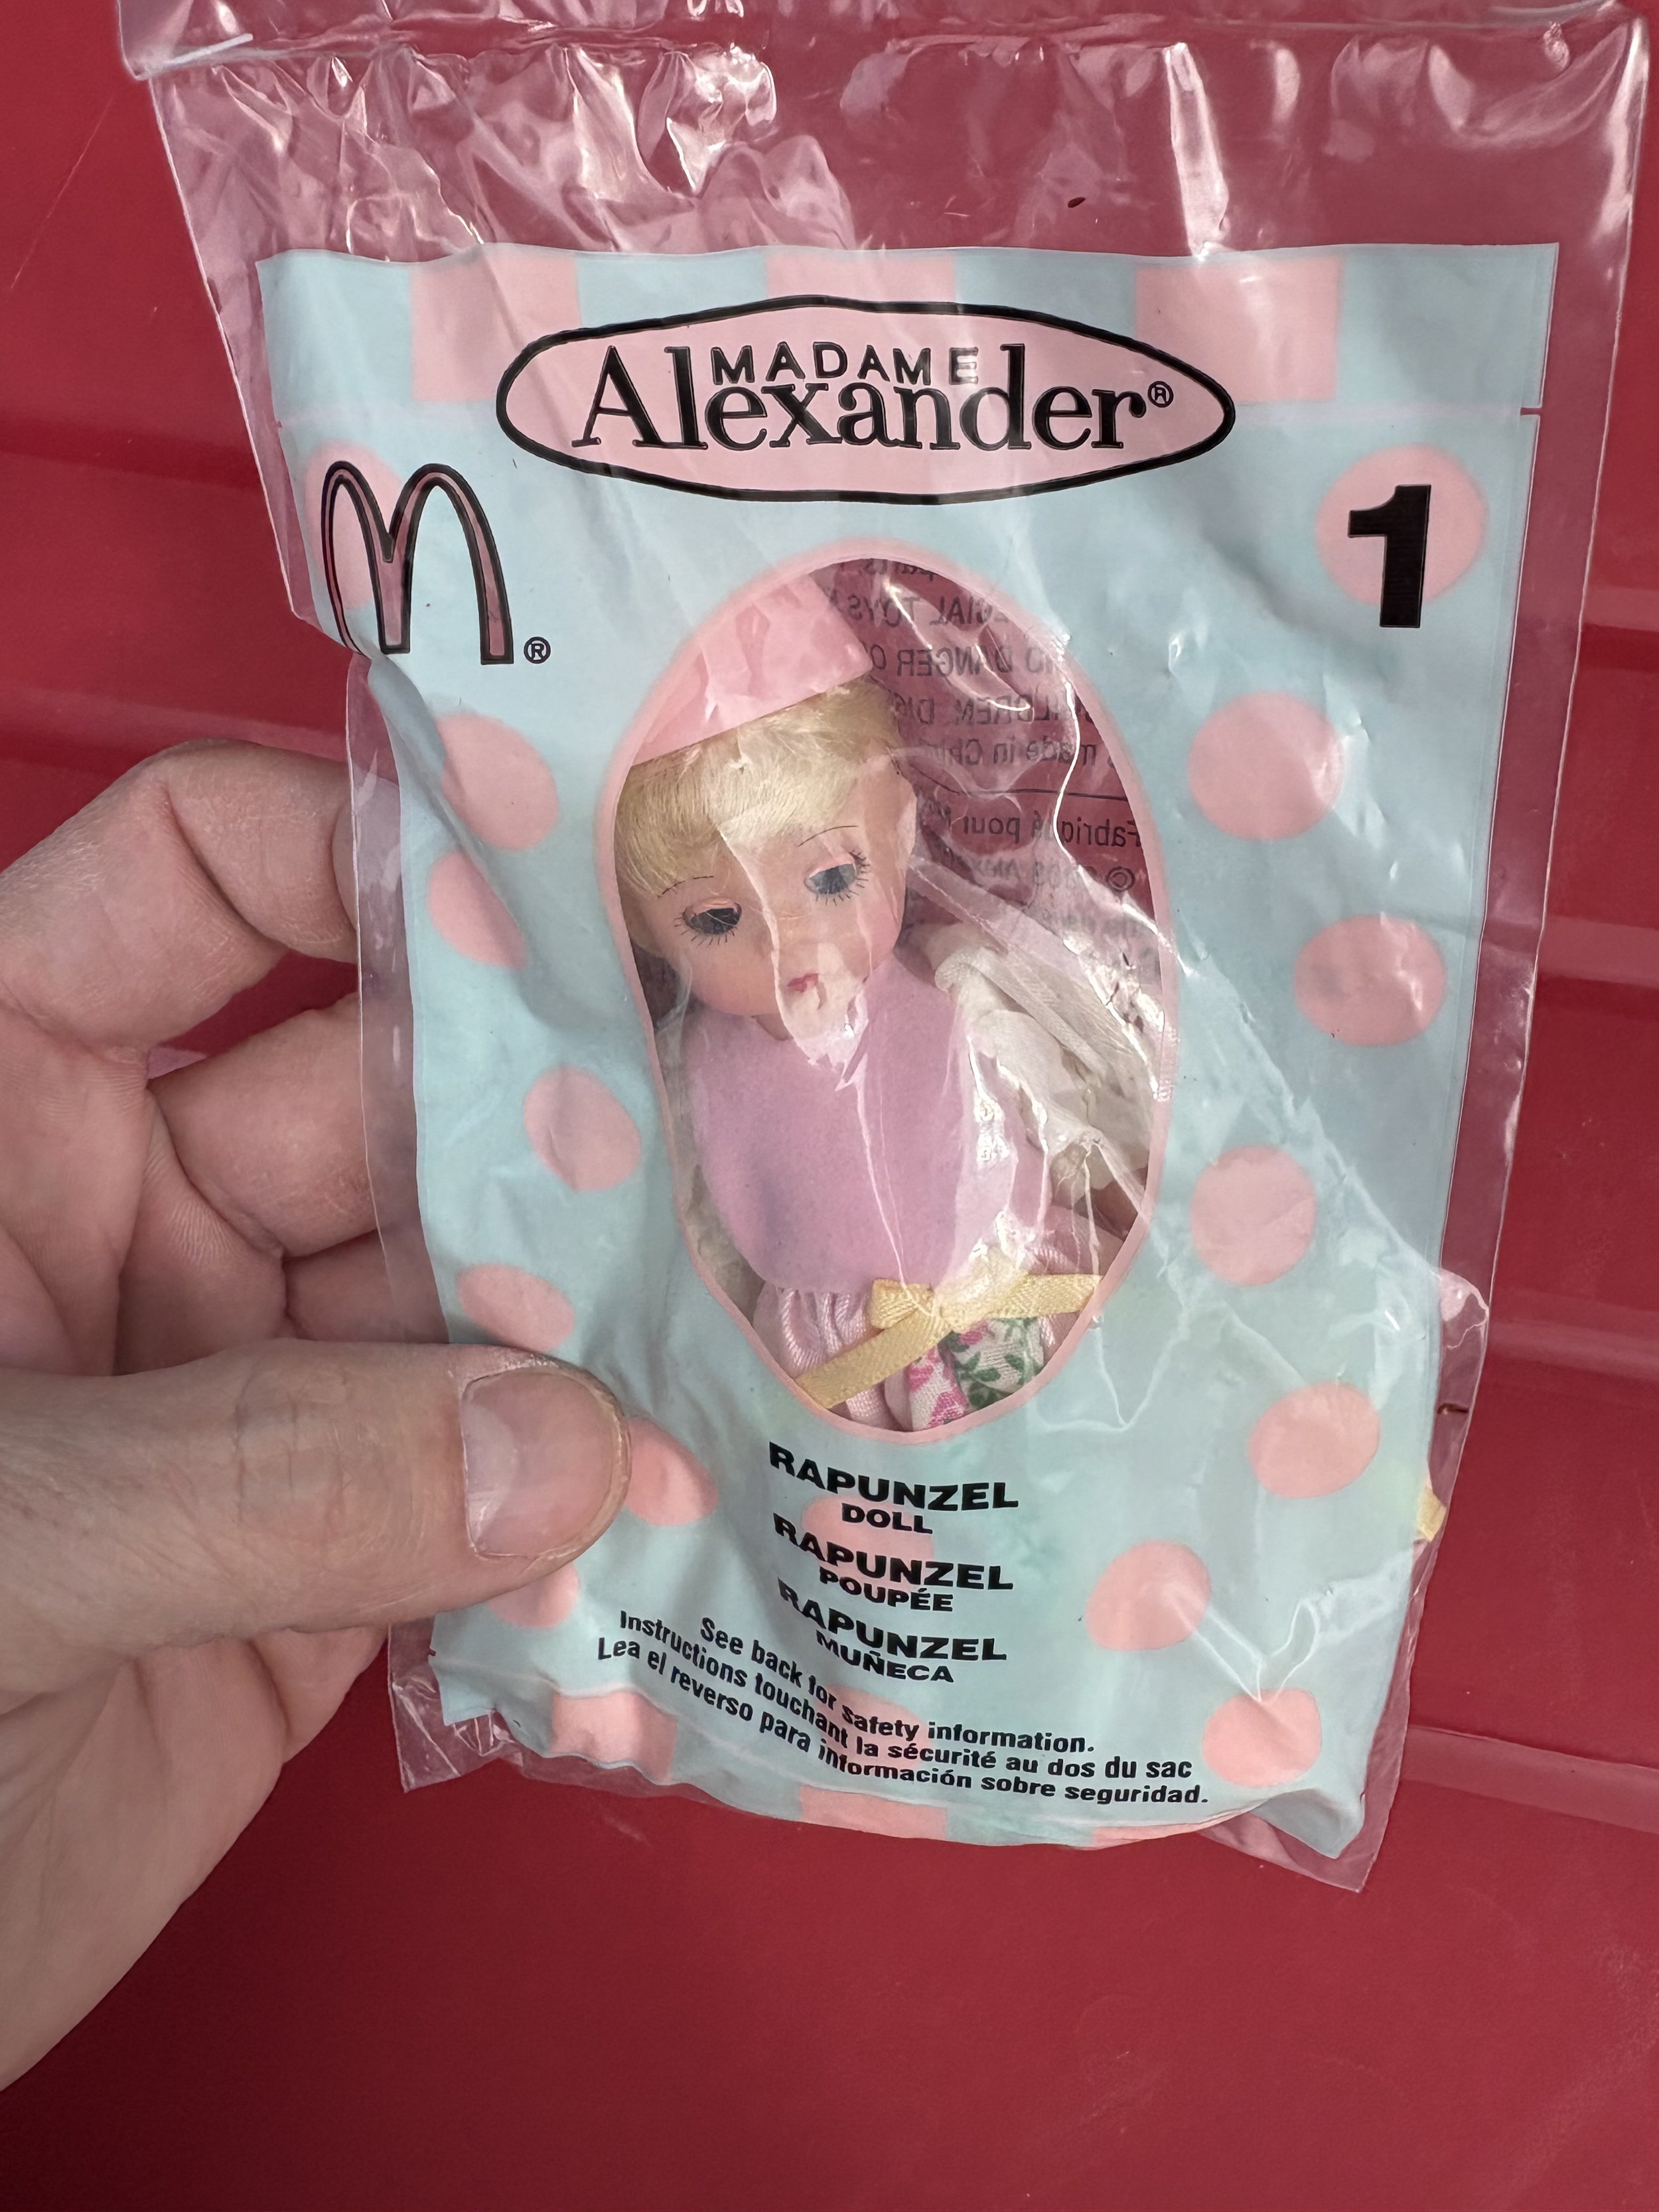 MADAME
Alexander®
M®
1
RAPUNZEL
DOLL
RAPUNZEL
POUPÉE
RAPUNZEL
MUÑECA
See back for safety information.
Instructions touchant la sécurité au dos du sac
Lea el reverso para información sobre seguridad.